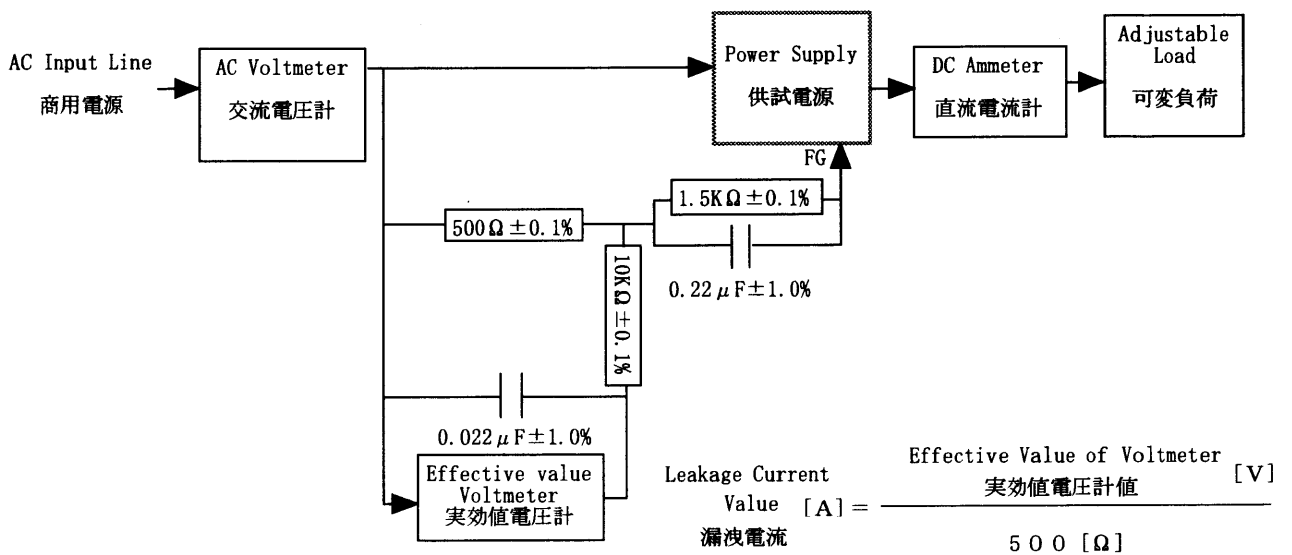 AC Input Line
商用電源
AC Voltmeter
交流電圧計
Power Supply
供試電源
DC Ammeter
直流電流計
Adjustable
Load
可変負荷
FG
1.5KΩ±0.1%
500Ω±0.1%
0.22μF±1.0%
10KΩ±0.1%
0.022μF±1.0%
Effective value
Voltmeter
実効値電圧計
Leakage Current
Value [A]=
漏洩電流
Effective Value of Voltmeter [V]
実効値電圧計値
500[Ω]